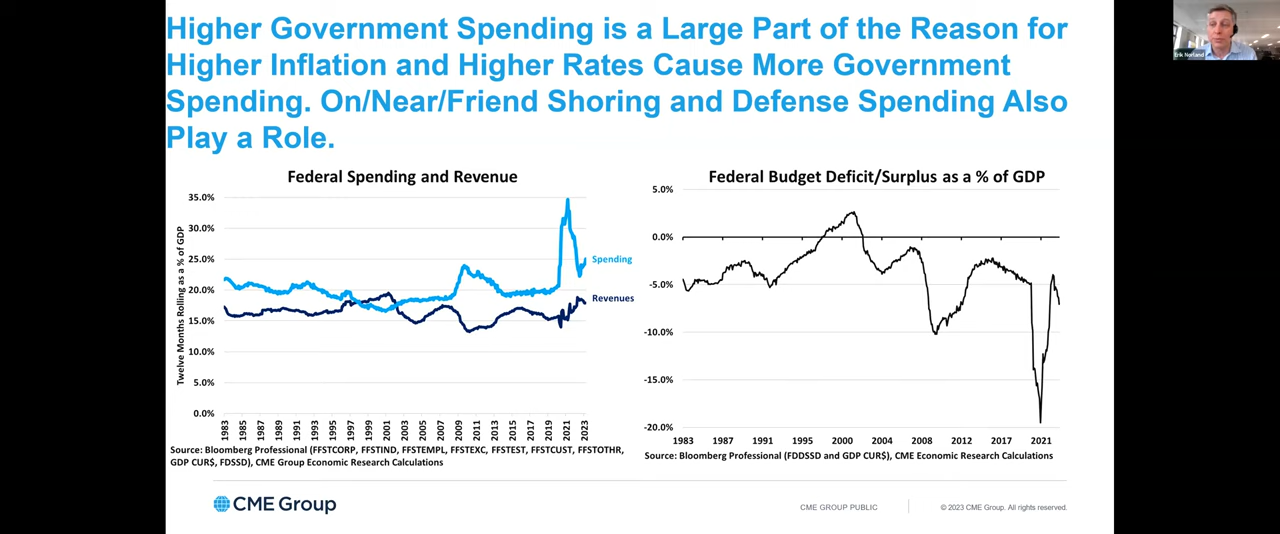 Higher Government Spending is a Large Part of the Reason for
Higher Inflation and Higher Rates Cause More Government
Spending. On/Near/Friend Shoring and Defense Spending Also
Play a Role.
Erik Norland
Federal Spending and Revenue
Twelve Months Rolling as a % of GDP
35.0%
30.0%
25.0%
20.0%
15.0%
10.0%
5.0%
0.0%
Spending
Revenues
1983 1985 1987 1989 1991 1993 1995 1997 1999 2001 2003 2005 2007 2009 2011 2013 2015 2017 2019 2021 2023
Source: Bloomberg Professional (FFSTCORP, FFSTIND, FFSTEMPL, FFSTEXC, FFSTEST, FFSTCUST, FFSTOTHR,
GDP CUR$, FDSSD), CME Group Economic Research Calculations
Federal Budget Deficit/Surplus as a % of GDP
5.0%
0.0%
-5.0%
-10.0%
-15.0%
-20.0%
1983 1987 1991 1995 2000 2004 2008 2012 2017 2021
Source: Bloomberg Professional (FDDSSD and GDP CUR$), CME Economic Research Calculations
CME Group
CME GROUP PUBLIC
© 2023 CME Group. All rights reserved.